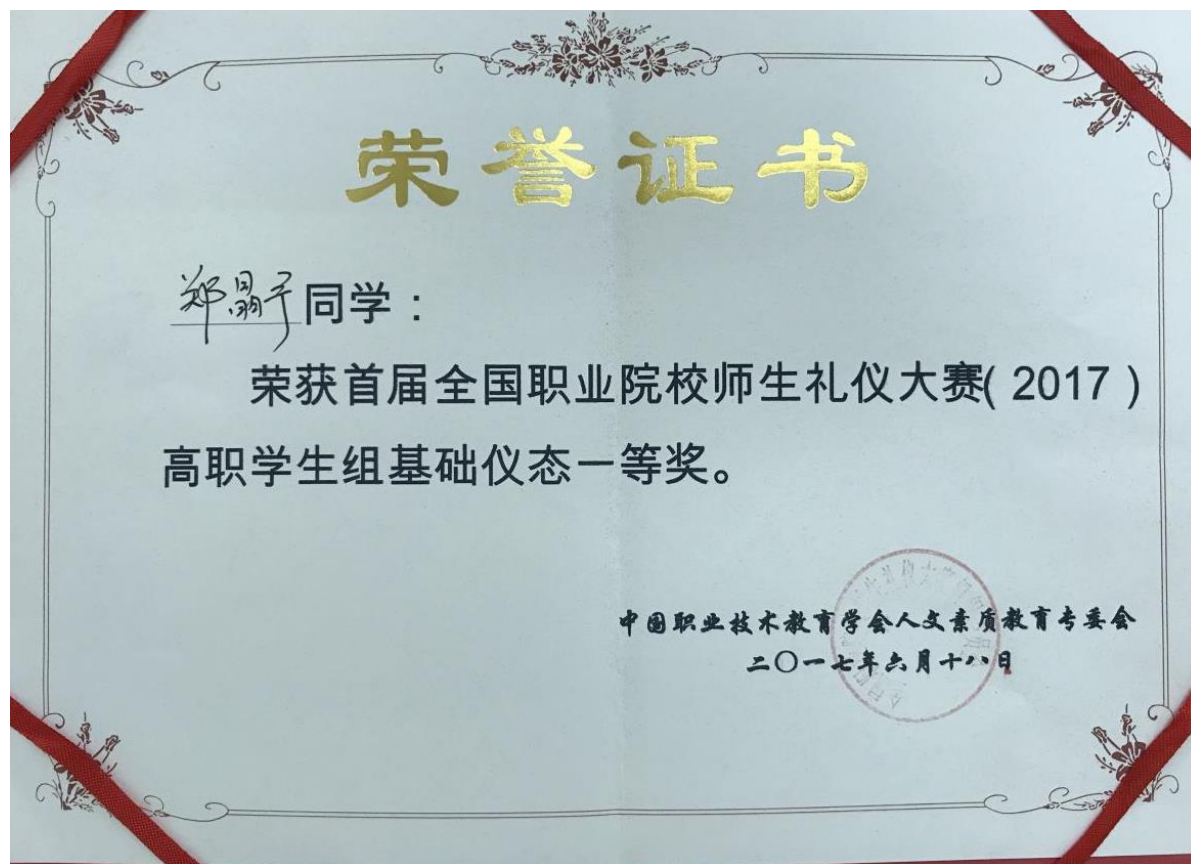 荣誉证书
郑晶予同学：
荣获首届全国职业院校师生礼仪大赛（2017）
高职学生组基础仪态一等奖。
中国职业技术教育学会人文素质教育专委会
二〇一七年六月十八日